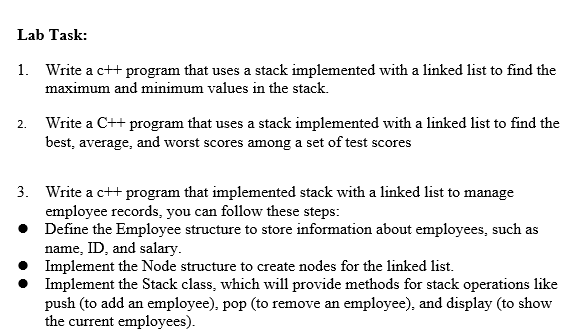 Lab Task:
1. Write a c++ program that uses a stack implemented with a linked list to find the
maximum and minimum values in the stack.
2. Write a C++ program that uses a stack implemented with a linked list to find the
best, average, and worst scores among a set of test scores
3. Write a c++ program that implemented stack with a linked list to manage
employee records, you can follow these steps:
● Define the Employee structure to store information about employees, such as
name, ID, and salary.
● Implement the Node structure to create nodes for the linked list.
● Implement the Stack class, which will provide methods for stack operations like
push (to add an employee), pop (to remove an employee), and display (to show
the current employees).